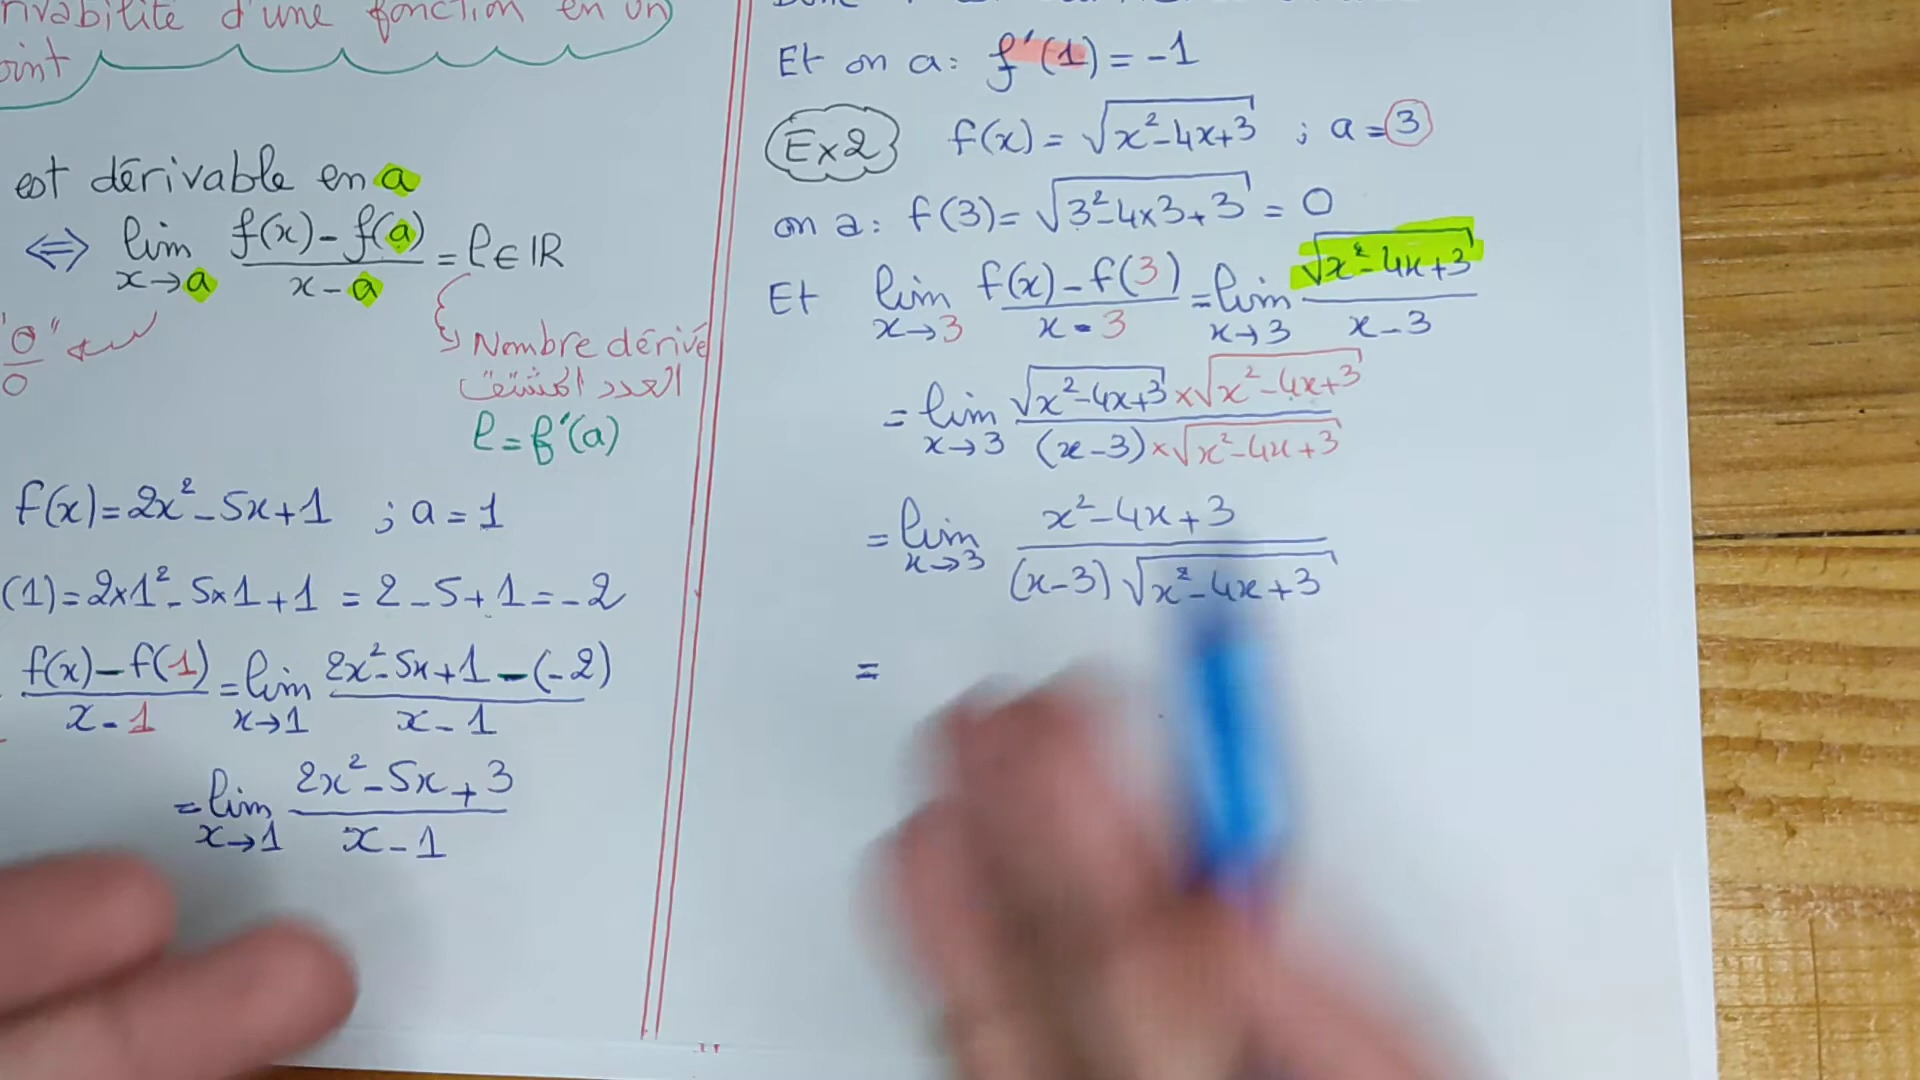 d'une fonction en un
est dérivable en a
⟺ lim x→a (f(x)-f(a))/(x-a) = l ∈ IR
"0/0"
Nombre dérivé
العدد المشتق
l = f'(a)
f(x) = 2x² - 5x + 1 ; a = 1
(1) = 2×1² - 5×1 + 1 = 2 - 5 + 1 = -2
(f(x) - f(1))/(x - 1) = lim x→1 (2x² - 5x + 1 - (-2))/(x - 1)
= lim x→1 (2x² - 5x + 3)/(x - 1)
Et on a: f'(1) = -1
Ex2 f(x) = √(x² - 4x + 3) ; a = 3
on a: f(3) = √(3² - 4×3 + 3) = 0
Et lim x→3 (f(x) - f(3))/(x - 3) = lim x→3 √(x² - 4x + 3)/(x - 3)
= lim x→3 (√(x² - 4x + 3) × √(x² - 4x + 3))/((x - 3) × √(x² - 4x + 3))
= lim x→3 (x² - 4x + 3)/((x - 3) √(x² - 4x + 3))
=